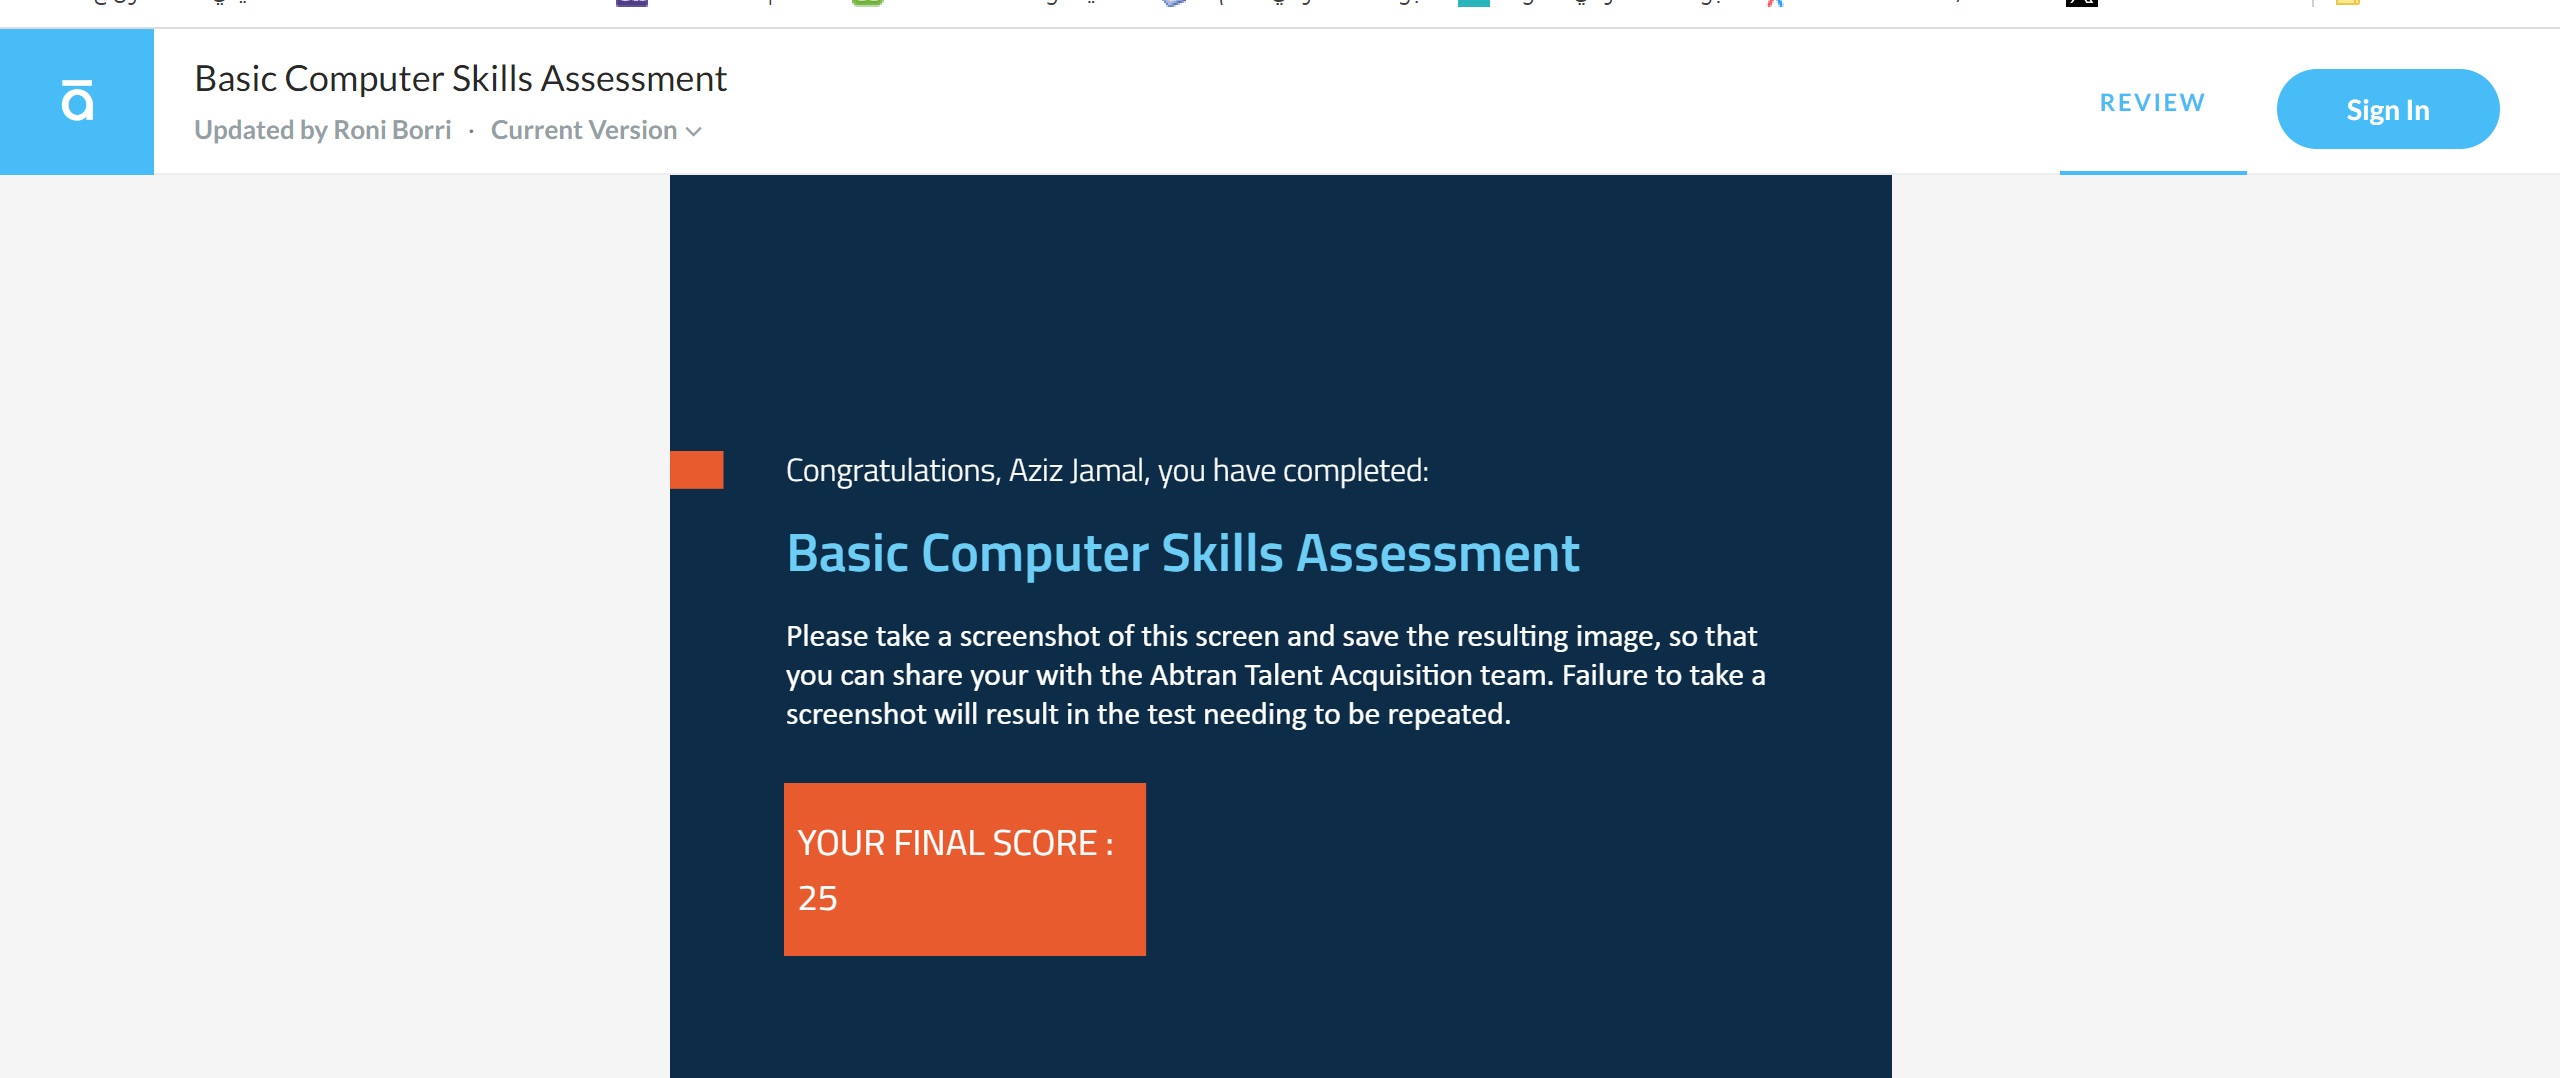 Basic Computer Skills Assessment
Updated by Roni Borri · Current Version
REVIEW
Sign In
Congratulations, Aziz Jamal, you have completed:
Basic Computer Skills Assessment
Please take a screenshot of this screen and save the resulting image, so that
you can share your with the Abtran Talent Acquisition team. Failure to take a
screenshot will result in the test needing to be repeated.
YOUR FINAL SCORE :
25